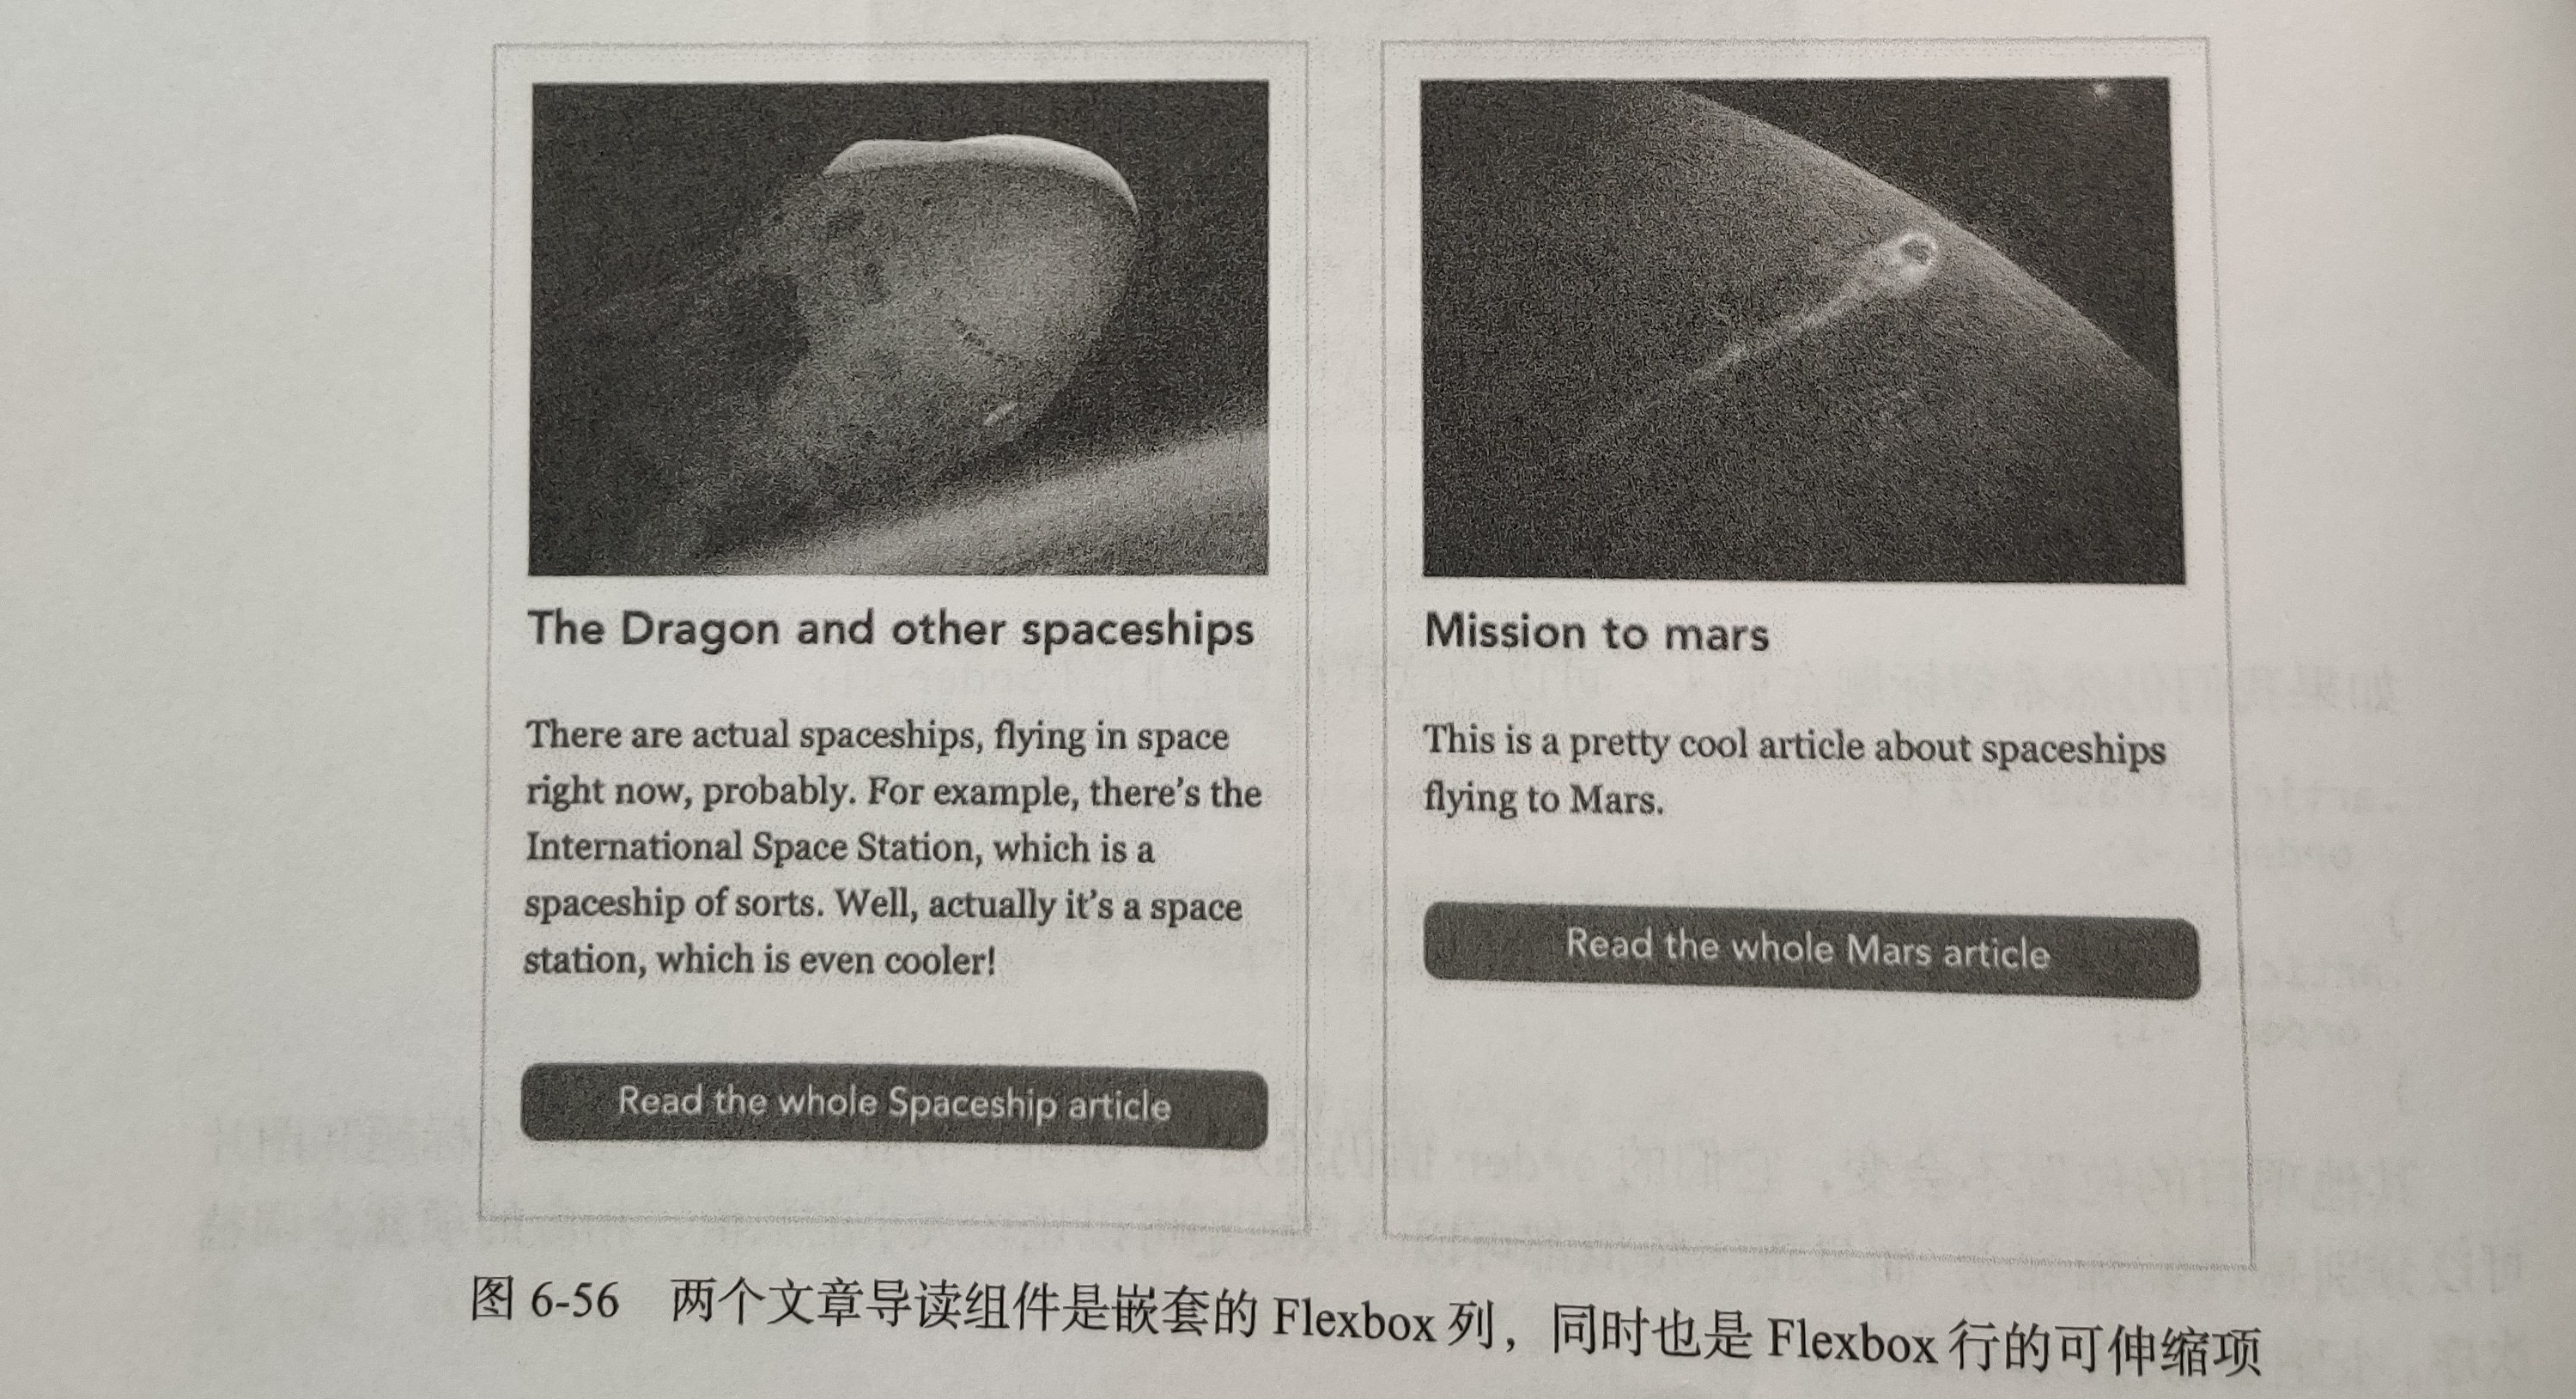 The Dragon and other spaceships
There are actual spaceships, flying in space
right now, probably. For example, there's the
International Space Station, which is a
spaceship of sorts. Well, actually it's a space
station, which is even cooler!
Read the whole Spaceship article
Mission to mars
This is a pretty cool article about spaceships
flying to Mars.
Read the whole Mars article
图 6-56 两个文章导读组件是嵌套的 Flexbox 列，同时也是 Flexbox 行的可伸缩项